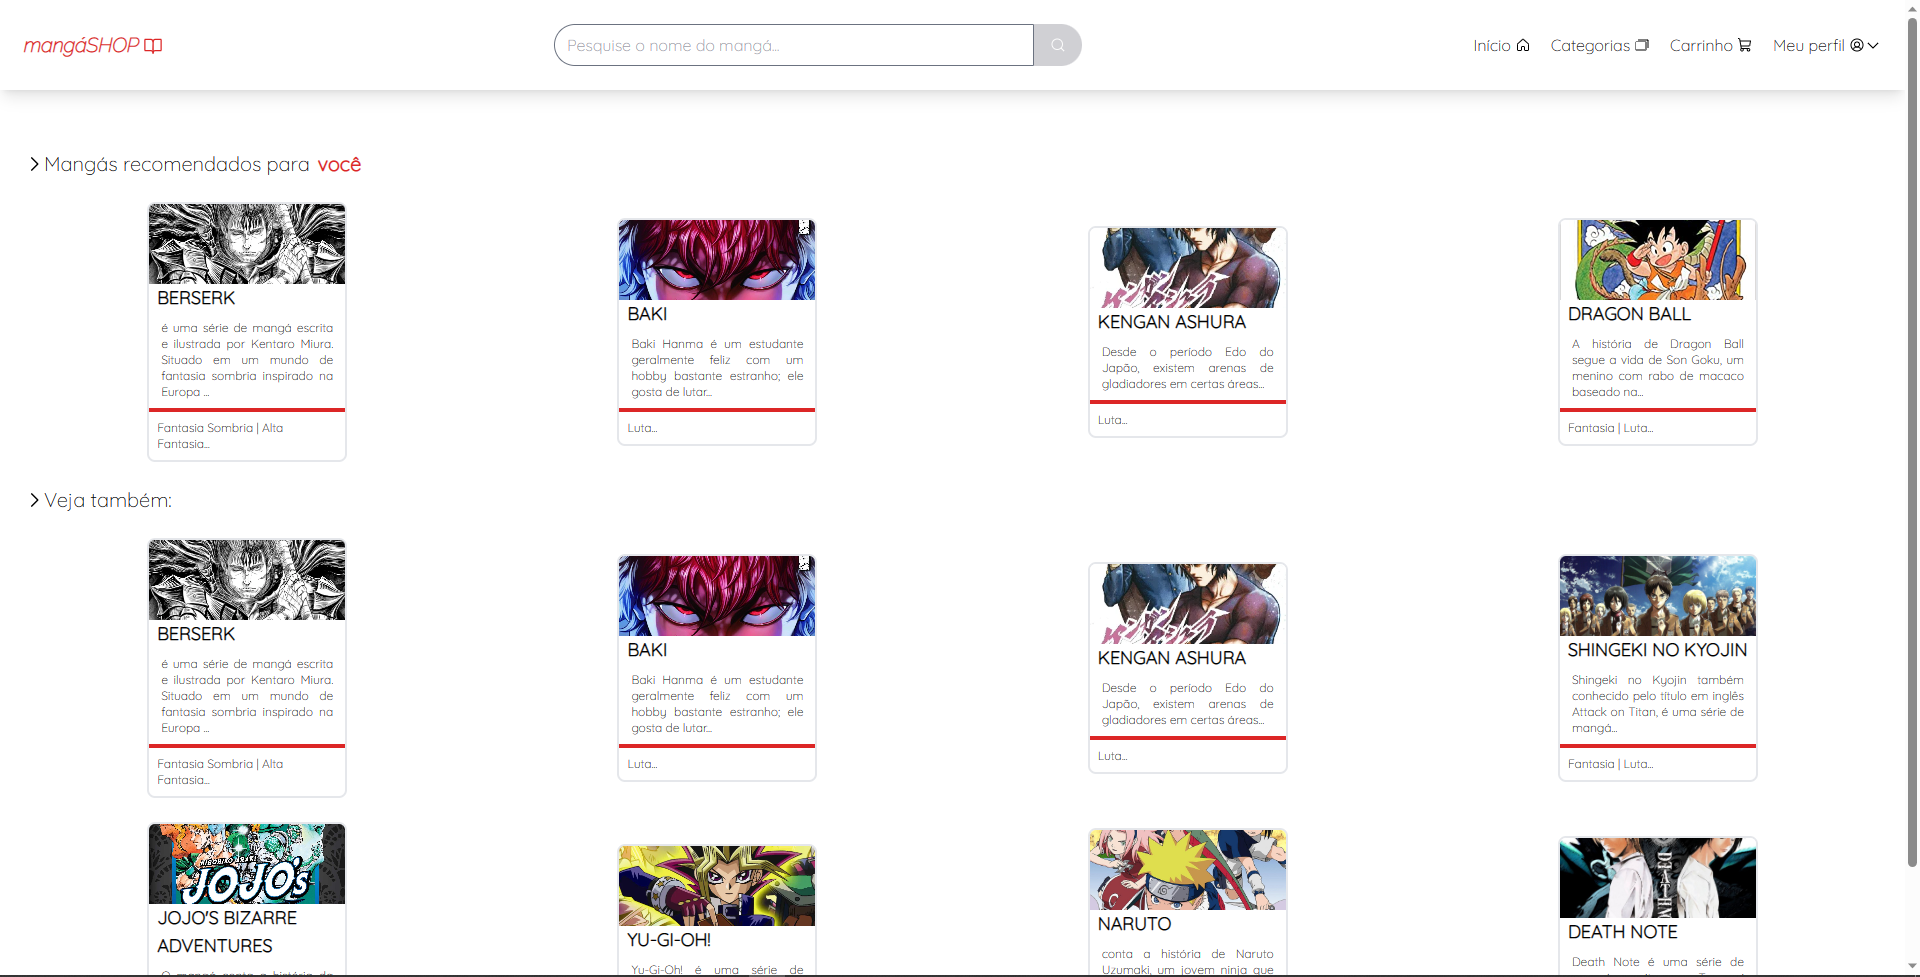 mangáSHOP
Pesquise o nome do mangá...
Início
Categorias
Carrinho
Meu perfil
Mangás recomendados para você
BERSERK
é uma série de mangá escrita
e ilustrada por Kentaro Miura.
Situado em um mundo de
fantasia sombria inspirado na
Europa ...
Fantasia Sombria | Alta
Fantasia...
BAKI
Baki Hanma é um estudante
geralmente feliz com um
hobby bastante estranho; ele
gosta de lutar...
Luta...
KENGAN ASHURA
Desde o período Edo do
Japão, existem arenas de
gladiadores em certas áreas...
Luta...
DRAGON BALL
A história de Dragon Ball
segue a vida de Son Goku, um
menino com rabo de macaco
baseado na...
Fantasia | Luta...
Veja também:
BERSERK
é uma série de mangá escrita
e ilustrada por Kentaro Miura.
Situado em um mundo de
fantasia sombria inspirado na
Europa ...
Fantasia Sombria | Alta
Fantasia...
BAKI
Baki Hanma é um estudante
geralmente feliz com um
hobby bastante estranho; ele
gosta de lutar...
Luta...
KENGAN ASHURA
Desde o período Edo do
Japão, existem arenas de
gladiadores em certas áreas...
Luta...
SHINGEKI NO KYOJIN
Shingeki no Kyojin também
conhecido pelo título em inglês
Attack on Titan, é uma série de
mangá...
Fantasia | Luta...
HIROHIKO ARAKI
JOJO's
JOJO'S BIZARRE
ADVENTURES
O mangá conta a história de
YU-GI-OH!
Yu-Gi-Oh! é uma série de
NARUTO
conta a história de Naruto
Uzumaki, um jovem ninja que
DEATH NOTE
Death Note é uma série de